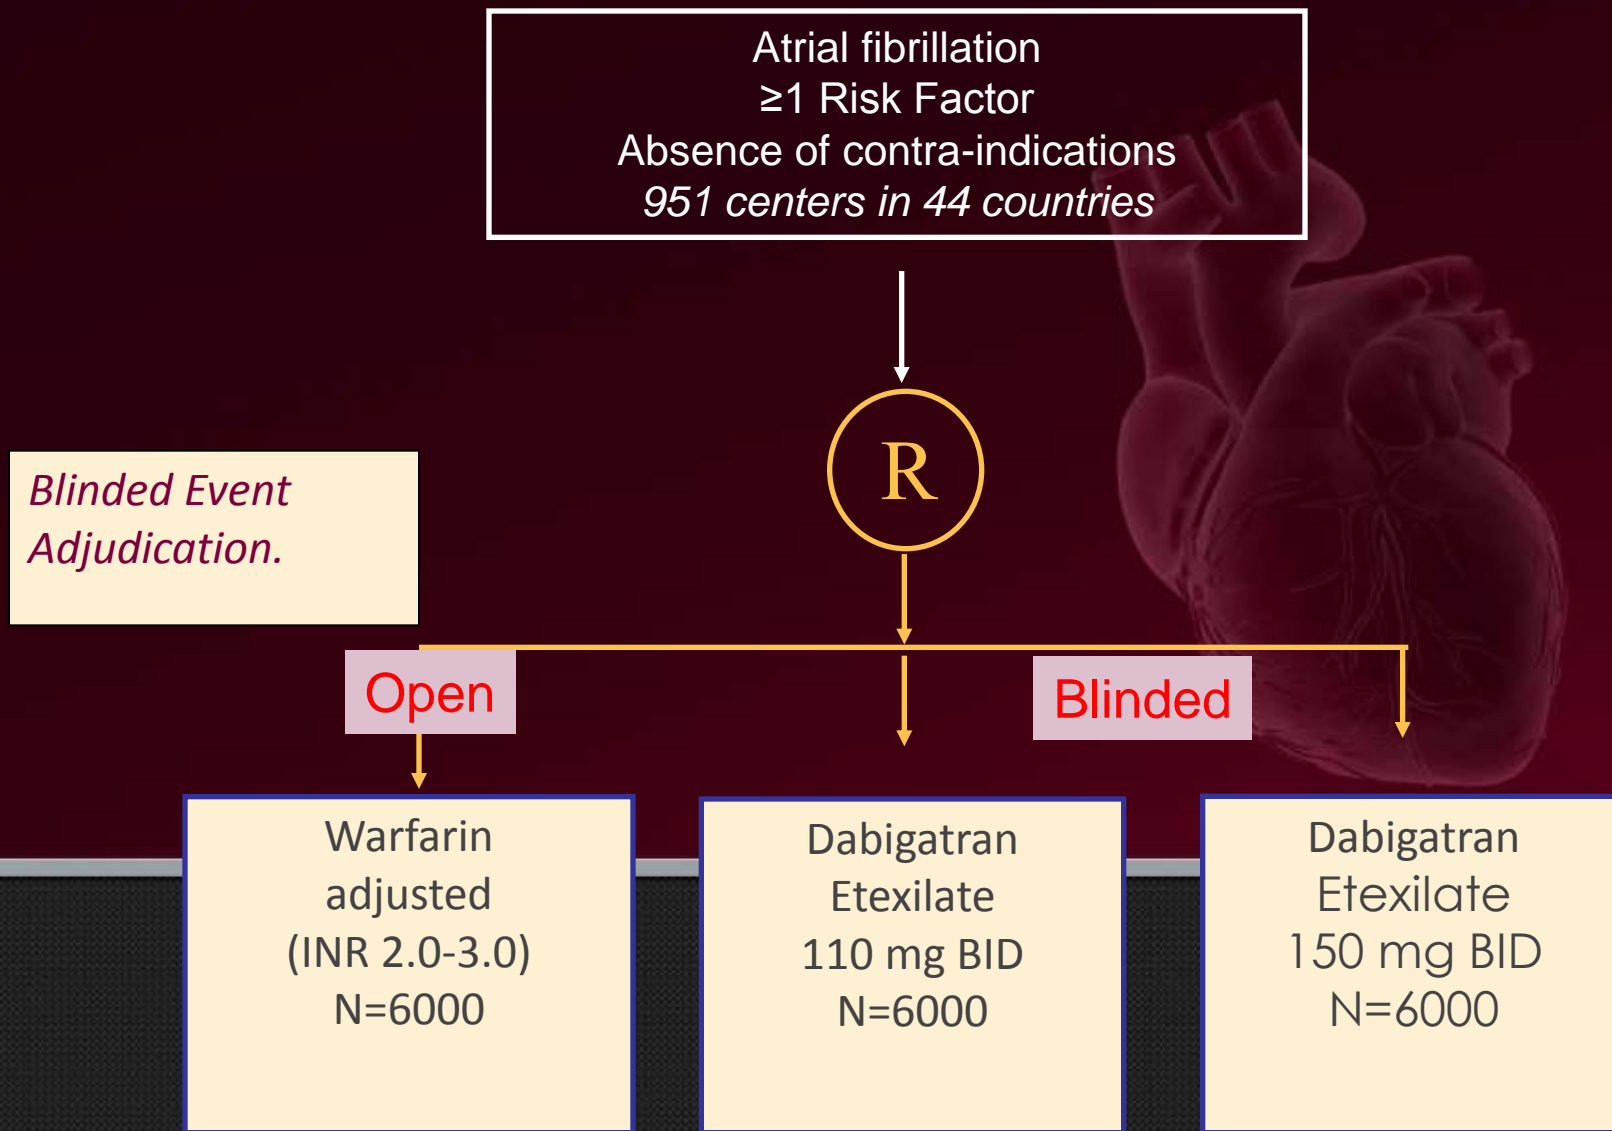 Atrial fibrillation
≥1 Risk Factor
Absence of contra-indications
951 centers in 44 countries
R
Blinded Event
Adjudication.
Open
Blinded
Warfarin
adjusted
(INR 2.0-3.0)
N=6000
Dabigatran
Etexilate
110 mg BID
N=6000
Dabigatran
Etexilate
150 mg BID
N=6000